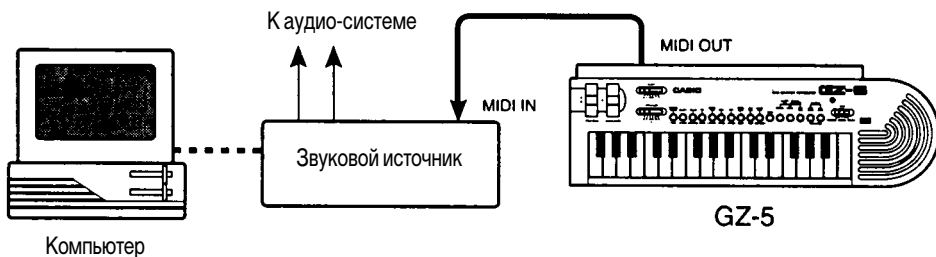 К аудио-системе
MIDI OUT
MIDI IN
CASIO
GZ-5
Звуковой источник
GZ-5
Компьютер